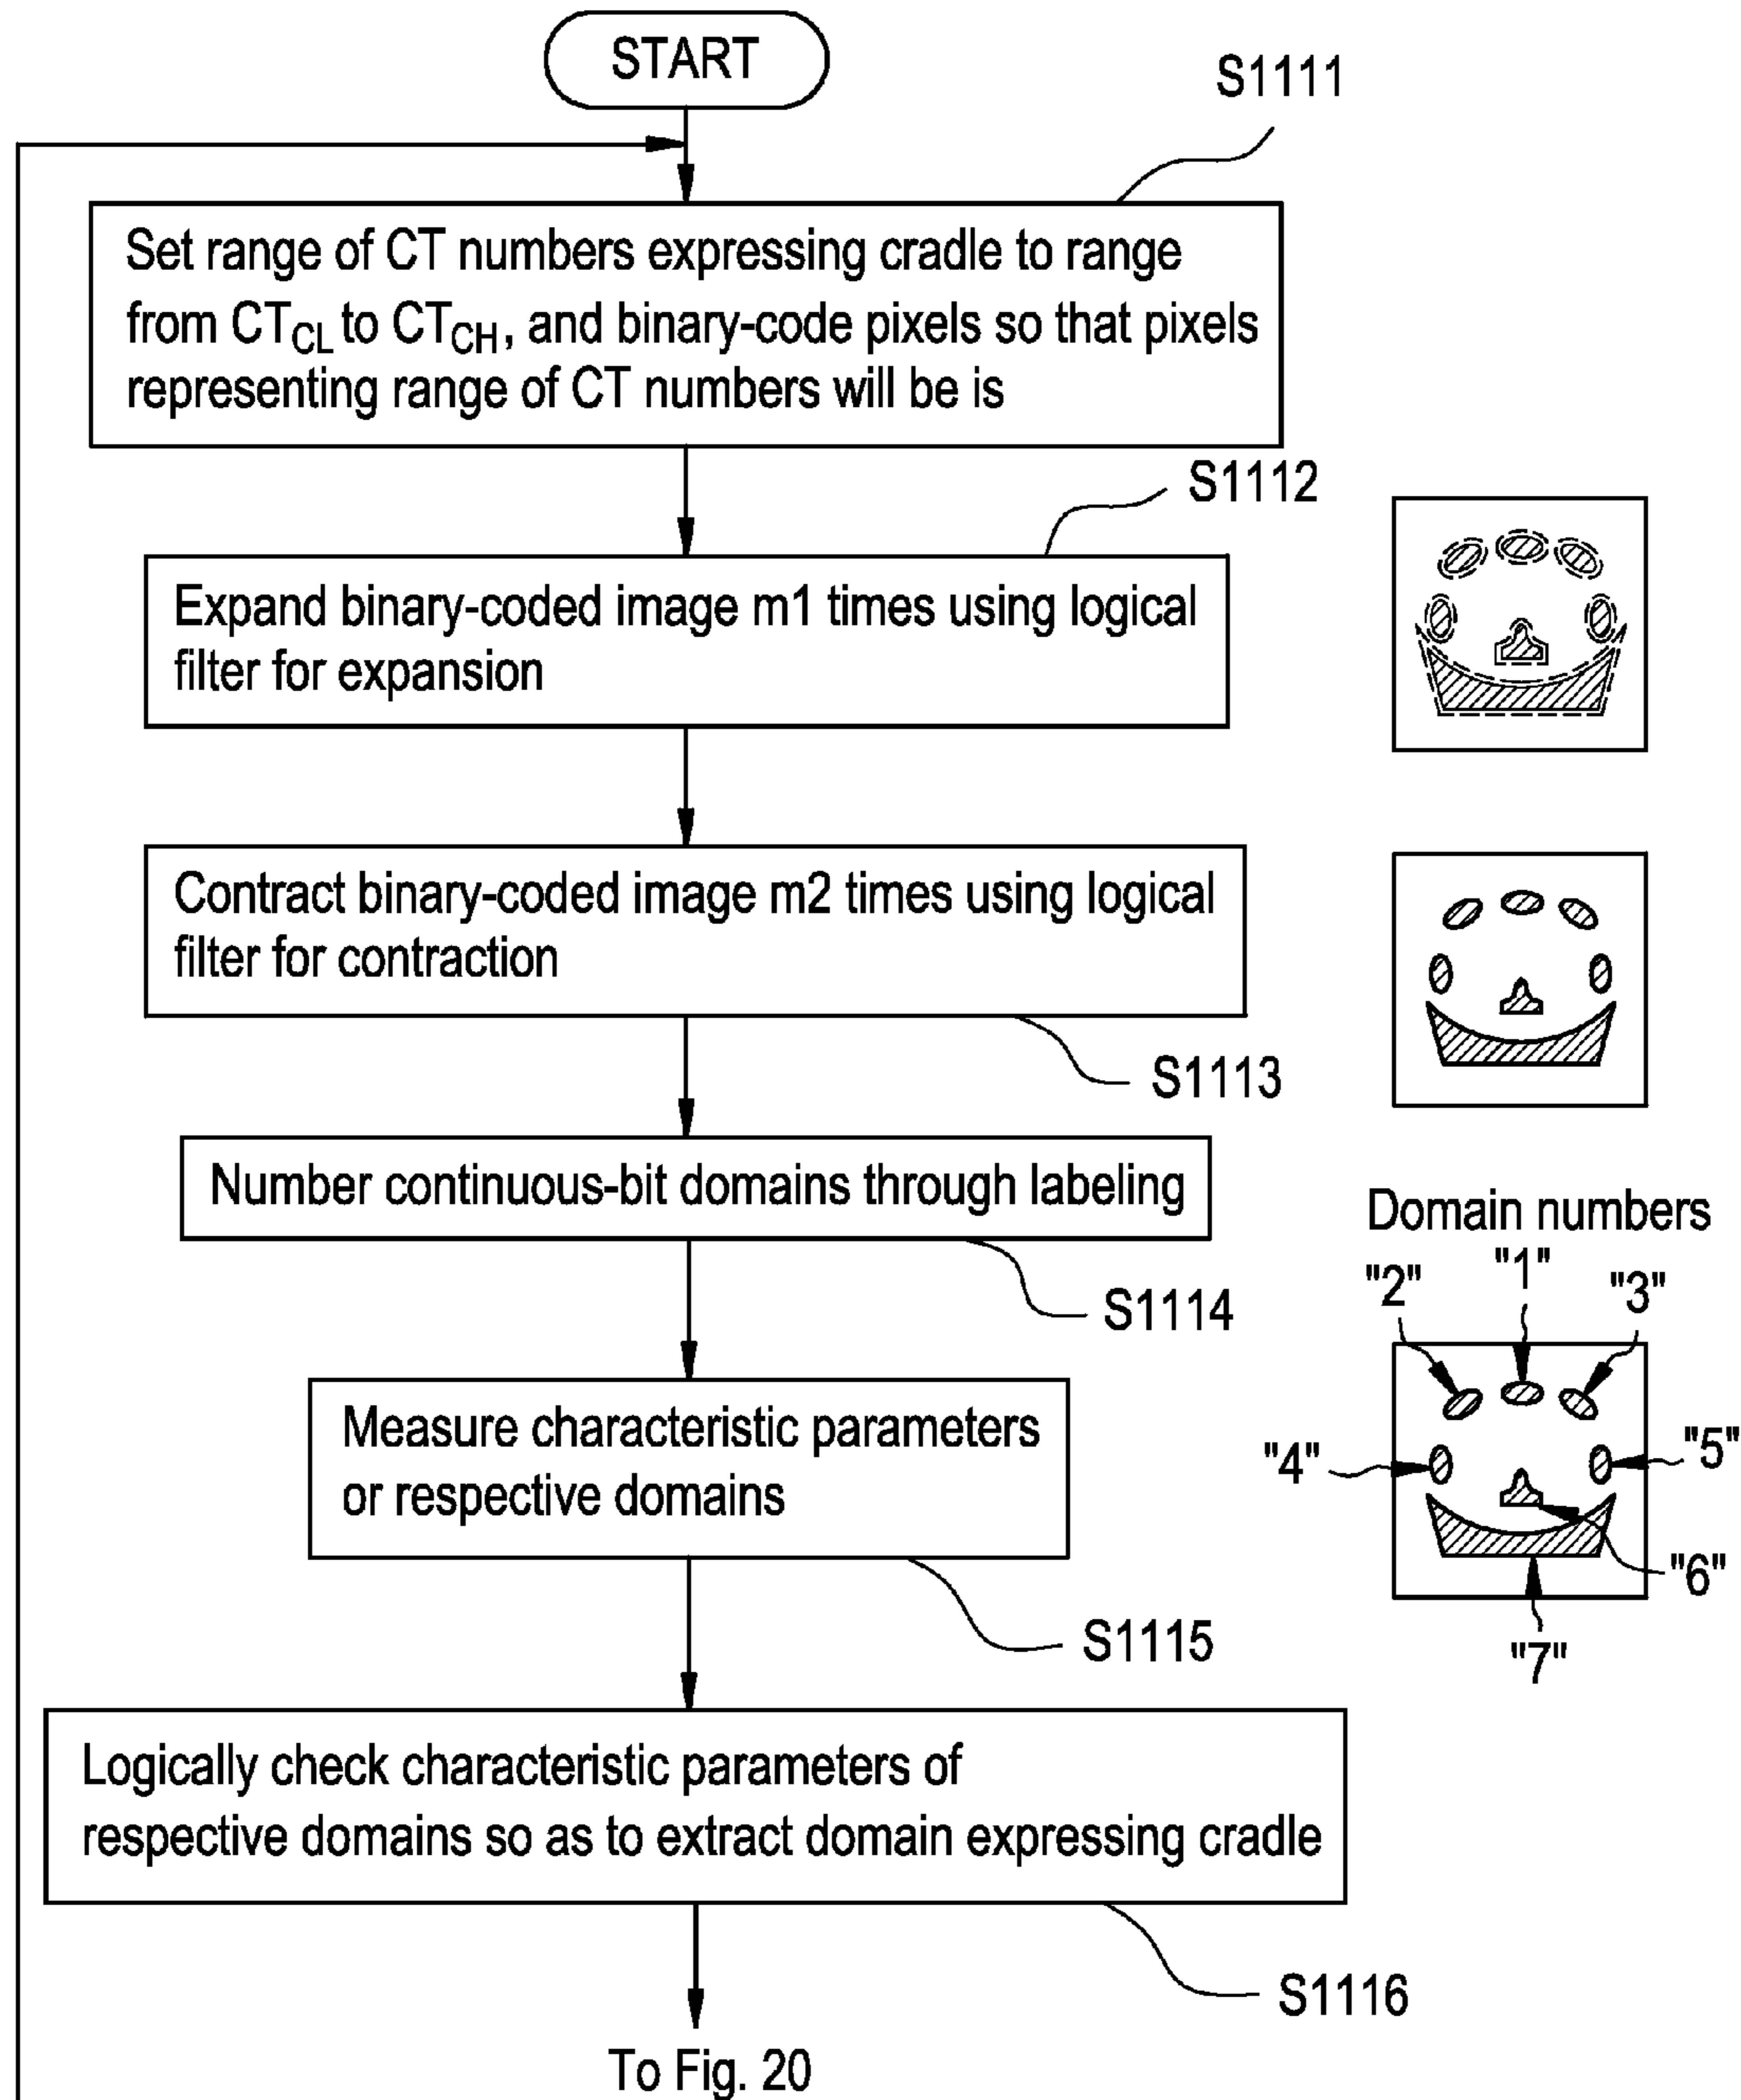 START
S1111
Set range of CT numbers expressing cradle to range
from CTCL to CTCH, and binary-code pixels so that pixels
representing range of CT numbers will be is
S1112
Expand binary-coded image m1 times using logical
filter for expansion
Contract binary-coded image m2 times using logical
filter for contraction
S1113
Number continuous-bit domains through labeling
S1114
Domain numbers
"1"
"2"
"3"
"4"
"5"
"6"
"7"
Measure characteristic parameters
or respective domains
S1115
Logically check characteristic parameters of
respective domains so as to extract domain expressing cradle
S1116
To Fig. 20